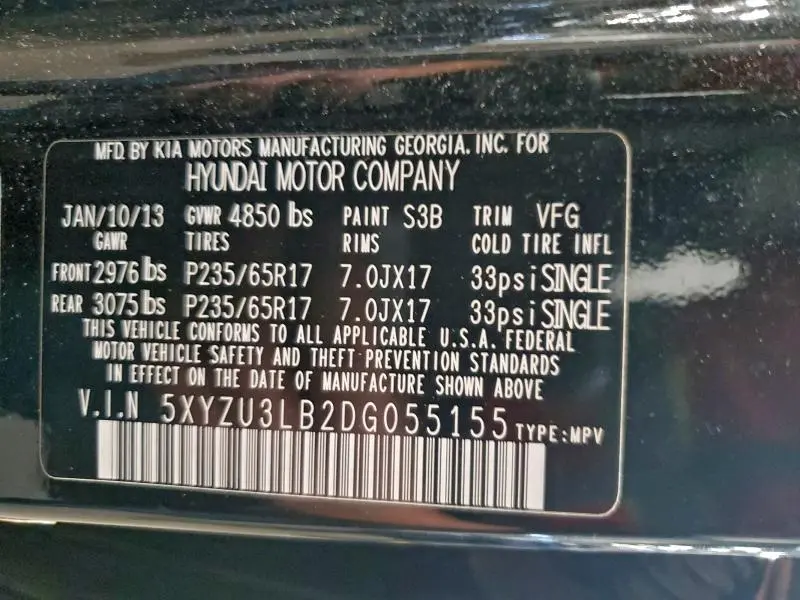 MFD. BY KIA MOTORS MANUFACTURING GEORGIA. INC. FOR
HYUNDAI MOTOR COMPANY
JAN/10/13 GVWR 4850 lbs PAINT S3B TRIM VFG
GAWR TIRES RIMS COLD TIRE INFL
FRONT 2976 lbs P235/65R17 7.0JX17 33psi SINGLE
REAR 3075 lbs P235/65R17 7.0JX17 33psi SINGLE
THIS VEHICLE CONFORMS TO ALL APPLICABLE U.S.A. FEDERAL
MOTOR VEHICLE SAFETY AND THEFT PREVENTION STANDARDS
IN EFFECT ON THE DATE OF MANUFACTURE SHOWN ABOVE
V.I.N 5XYZU3LB2DG055155 TYPE:MPV